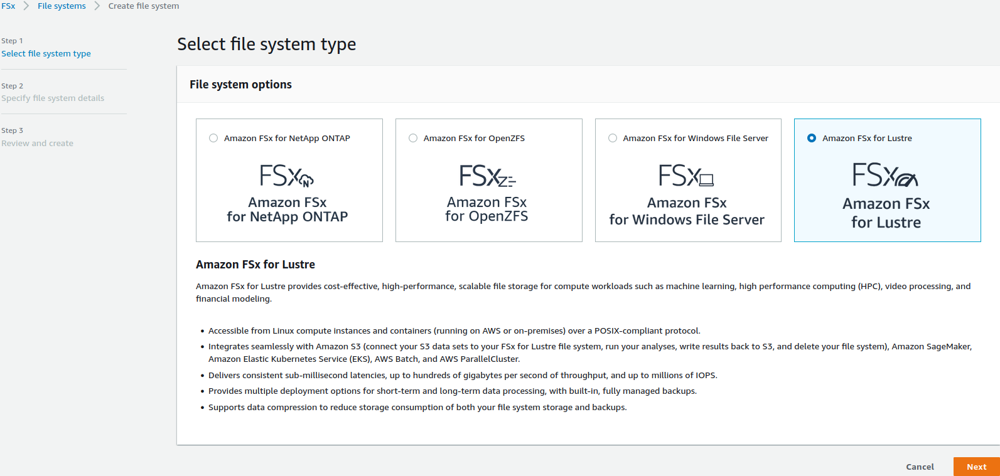 FSx > File systems > Create file system
Step 1
Select file system type
Step 2
Specify file system details
Step 3
Review and create
Select file system type
File system options
Amazon FSx for NetApp ONTAP
FSx N
Amazon FSx
for NetApp ONTAP
Amazon FSx for OpenZFS
FSx Z
Amazon FSx
for OpenZFS
Amazon FSx for Windows File Server
FSx
Amazon FSx
for Windows File Server
Amazon FSx for Lustre
FSx
Amazon FSx
for Lustre
Amazon FSx for Lustre
Amazon FSx for Lustre provides cost-effective, high-performance, scalable file storage for compute workloads such as machine learning, high performance computing (HPC), video processing, and
financial modeling.
• Accessible from Linux compute instances and containers (running on AWS or on-premises) over a POSIX-compliant protocol.
• Integrates seamlessly with Amazon S3 (connect your S3 data sets to your FSx for Lustre file system, run your analyses, write results back to S3, and delete your file system), Amazon SageMaker,
Amazon Elastic Kubernetes Service (EKS), AWS Batch, and AWS ParallelCluster.
• Delivers consistent sub-millisecond latencies, up to hundreds of gigabytes per second of throughput, and up to millions of IOPS.
• Provides multiple deployment options for short-term and long-term data processing, with built-in, fully managed backups.
• Supports data compression to reduce storage consumption of both your file system storage and backups.
Cancel
Next